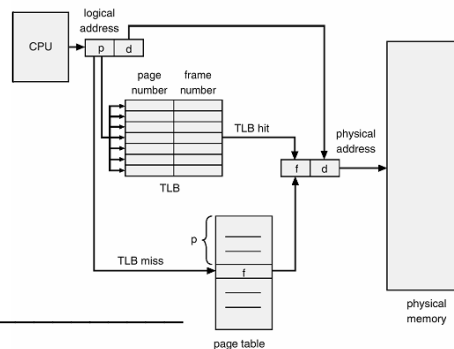 logical
address
CPU
p d
page
number
frame
number
TLB hit
physical
address
f d
TLB
p
TLB miss
f
physical
memory
page table